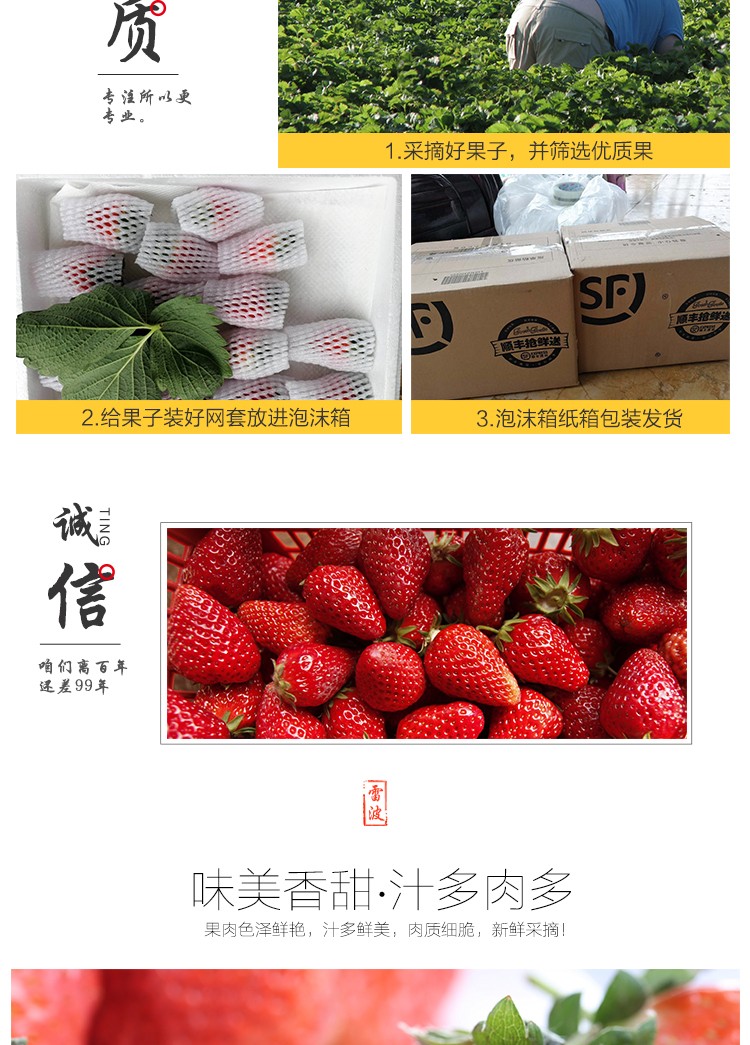 质
专注所以更
专业。
1.采摘好果子，并筛选优质果
SF
SF
顺丰抢鲜送
顺丰抢鲜送
2.给果子装好网套放进泡沫箱
3.泡沫箱纸箱包装发货
诚
TING
信
咱们离百年
还差99年
雷波
味美香甜·汁多肉多
果肉色泽鲜艳，汁多鲜美，肉质细脆，新鲜采摘！